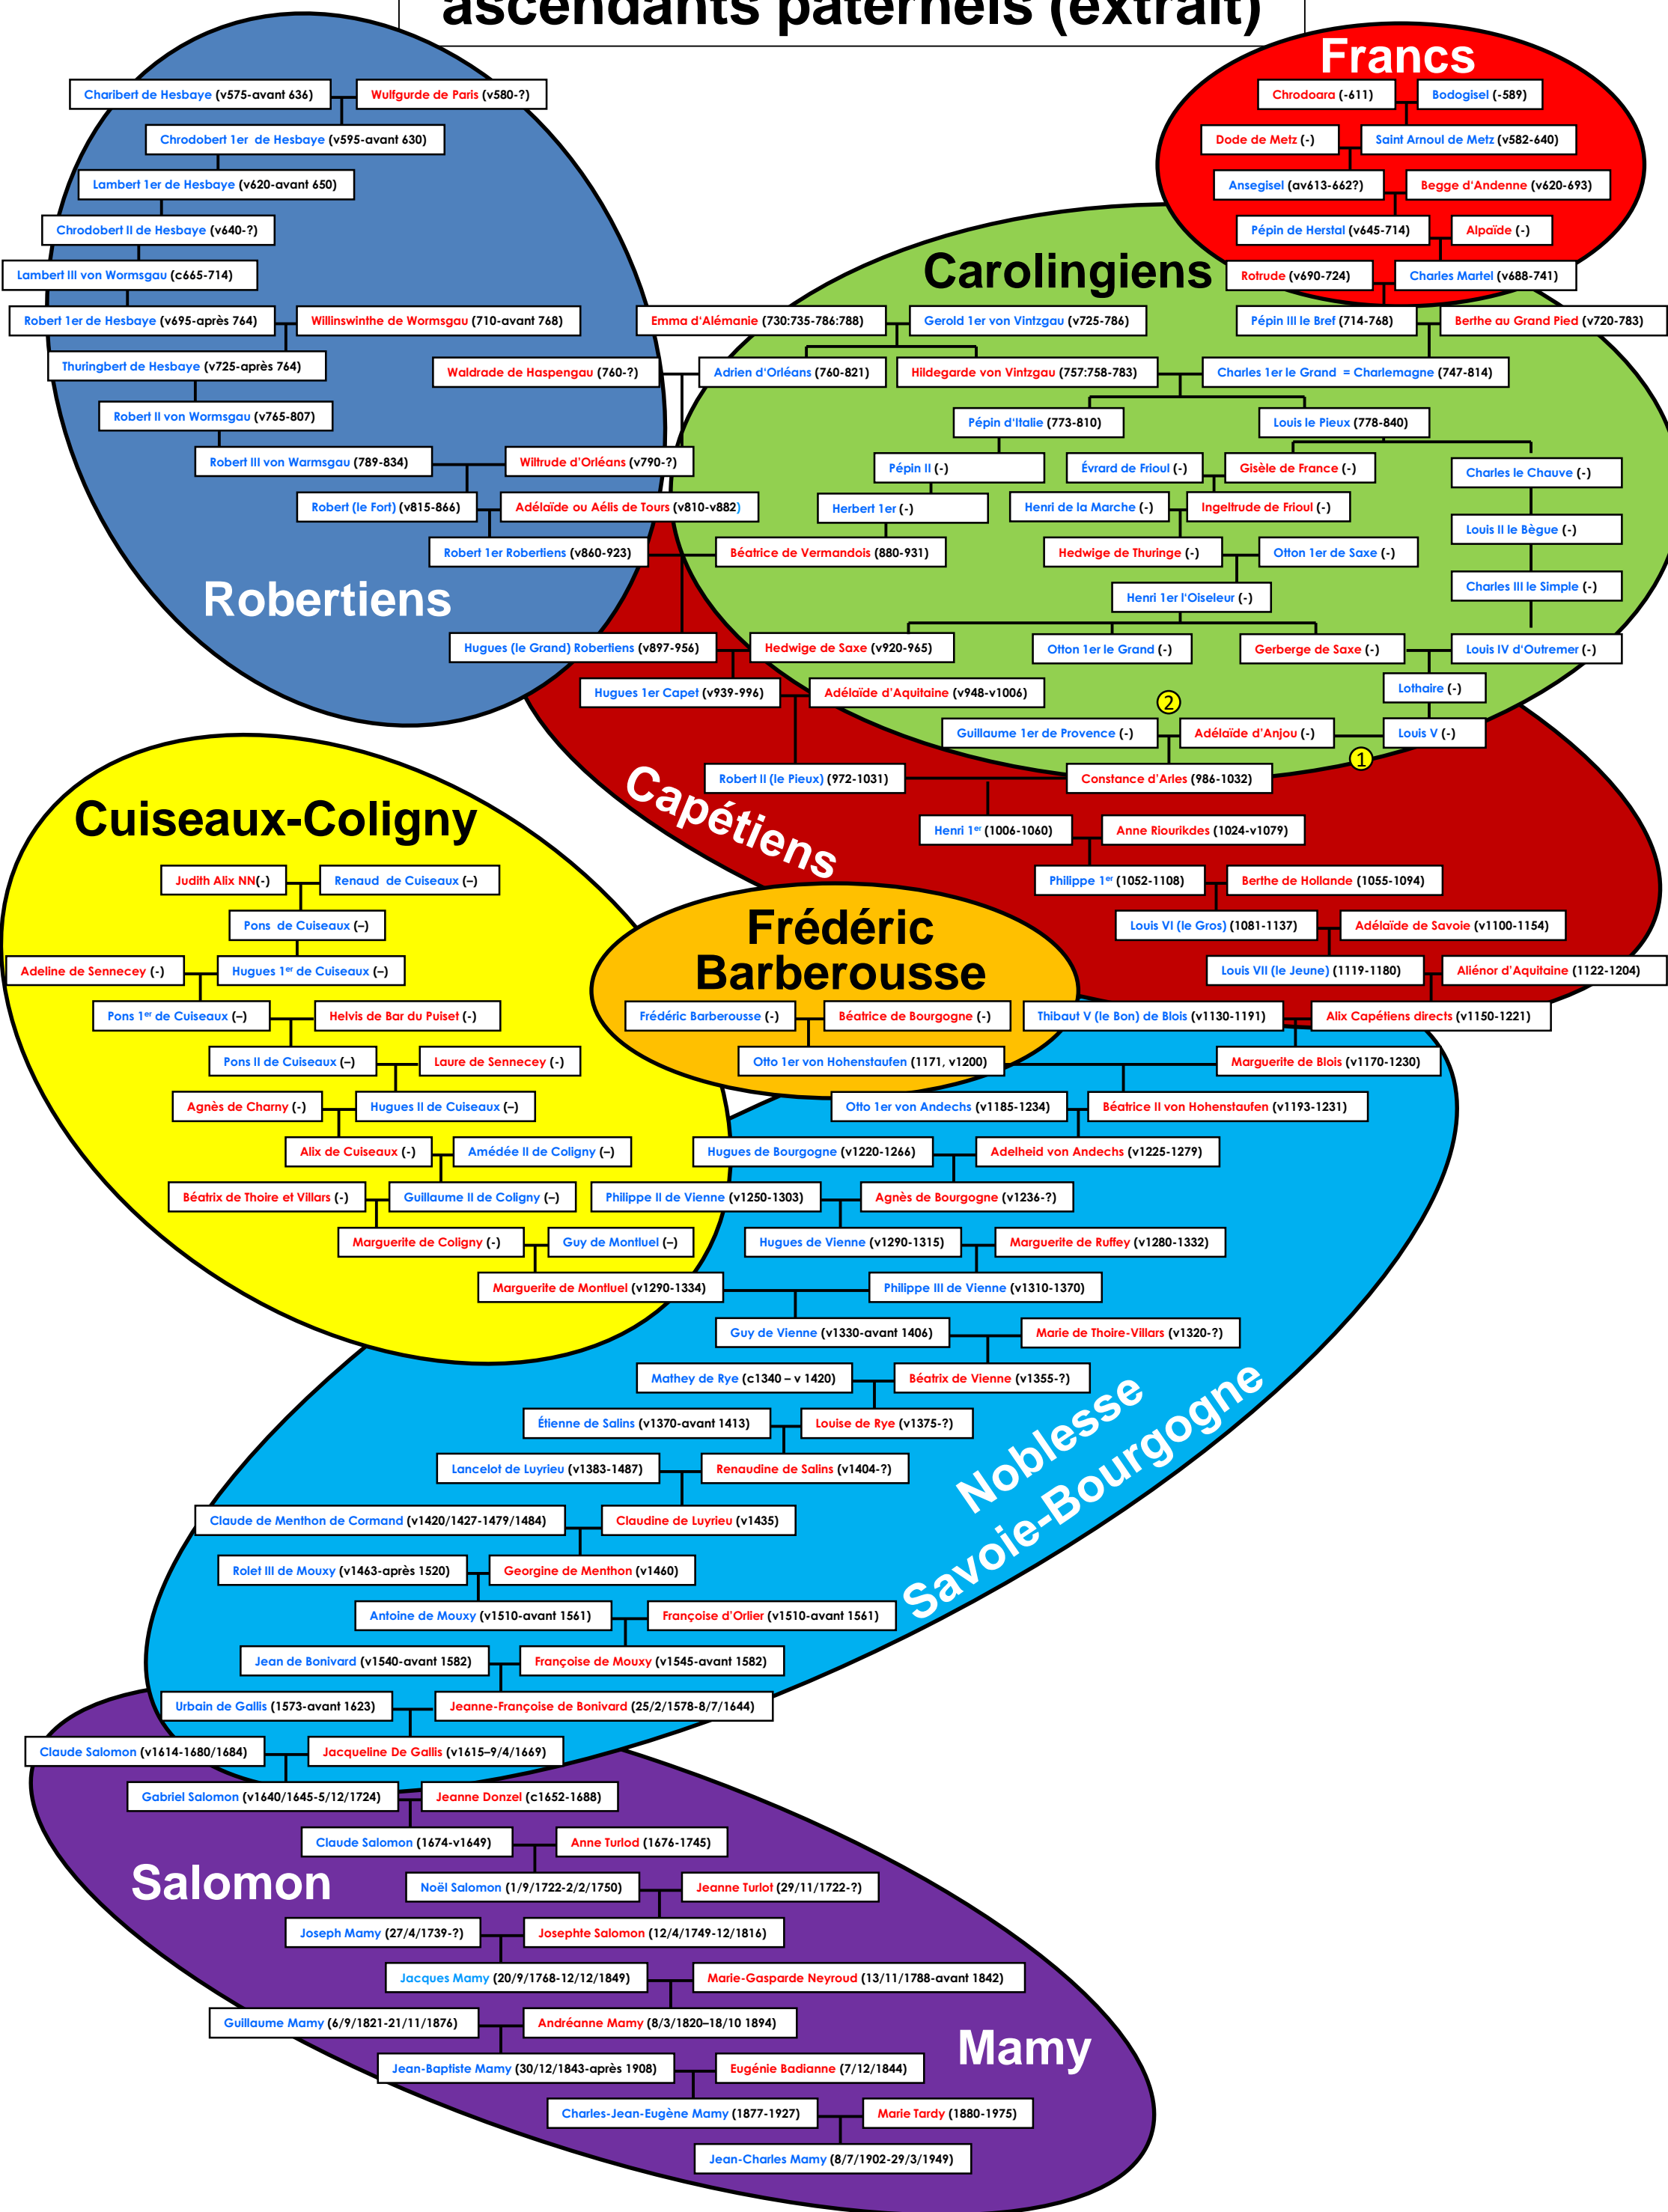 ascendants paternels (extrait)
Francs
Charibert de Hesbaye (v575-avant 636)
Wulfgurde de Paris (v580-?)
Chrodoara (-611)
Bodogisel (-589)
Chrodobert 1er  de Hesbaye (v595-avant 630)
Dode de Metz (-)
Saint Arnoul de Metz (v582-640)
Lambert 1er de Hesbaye (v620-avant 650)
Ansegisel (av613-662?)
Begge d'Andenne (v620-693)
Chrodobert II de Hesbaye (v640-?)
Pépin de Herstal (v645-714)
Alpaïde (-)
Carolingiens
Lambert III von Wormsgau (c665-714)
Rotrude (v690-724)
Charles Martel (v688-741)
Robert 1er de Hesbaye (v695-après 764)
Willinswinthe de Wormsgau (710-avant 768)
Emma d'Alémanie (730:735-786:788)
Gerold 1er von Vintzgau (v725-786)
Pépin III le Bref (714-768)
Berthe au Grand Pied (v720-783)
Thuringbert de Hesbaye (v725-après 764)
Waldrade de Haspengau (760-?)
Adrien d'Orléans (760-821)
Hildegarde von Vintzgau (757:758-783)
Charles 1er le Grand  = Charlemagne (747-814)
Robert II von Wormsgau (v765-807)
Pépin d'Italie (773-810)
Louis le Pieux (778-840)
Robert III von Warmsgau (789-834)
Wiltrude d'Orléans (v790-?)
Pépin II (-)
Évrard de Frioul (-)
Gisèle de France (-)
Charles le Chauve (-)
Robert (le Fort) (v815-866)
Adélaïde ou Aélis de Tours (v810-v882)
Herbert 1er (-)
Henri de la Marche (-)
Ingeltrude de Frioul (-)
Louis II le Bègue (-)
Robert 1er Robertiens (v860-923)
Béatrice de Vermandois (880-931)
Hedwige de Thuringe (-)
Otton 1er de Saxe (-)
Charles III le Simple (-)
Robertiens
Henri 1er l'Oiseleur (-)
Hugues (le Grand) Robertiens (v897-956)
Hedwige de Saxe (v920-965)
Otton 1er le Grand (-)
Gerberge de Saxe (-)
Louis IV d'Outremer (-)
Hugues 1er Capet (v939-996)
Adélaïde d'Aquitaine (v948-v1006)
Lothaire (-)
2
Guillaume 1er de Provence (-)
Adélaïde d'Anjou (-)
Louis V (-)
1
Robert II (le Pieux) (972-1031)
Constance d'Arles (986-1032)
Capétiens
Cuiseaux-Coligny
Henri 1er (1006-1060)
Anne Riourikdes (1024-v1079)
Judith Alix NN(-)
Renaud  de Cuiseaux (–)
Philippe 1er (1052-1108)
Berthe de Hollande (1055-1094)
Pons  de Cuiseaux (–)
Frédéric
Barberousse
Louis VI (le Gros) (1081-1137)
Adélaïde de Savoie (v1100-1154)
Adeline de Sennecey (-)
Hugues 1er de Cuiseaux (–)
Louis VII (le Jeune) (1119-1180)
Aliénor d'Aquitaine (1122-1204)
Pons 1er de Cuiseaux (–)
Helvis de Bar du Puiset (-)
Frédéric Barberousse (-)
Béatrice de Bourgogne (-)
Thibaut V (le Bon) de Blois (v1130-1191)
Alix Capétiens directs (v1150-1221)
Pons II de Cuiseaux (–)
Laure de Sennecey (-)
Otto 1er von Hohenstaufen (1171, v1200)
Marguerite de Blois (v1170-1230)
Agnès de Charny (-)
Hugues II de Cuiseaux (–)
Otto 1er von Andechs (v1185-1234)
Béatrice II von Hohenstaufen (v1193-1231)
Alix de Cuiseaux (-)
Amédée II de Coligny (–)
Hugues de Bourgogne (v1220-1266)
Adelheid von Andechs (v1225-1279)
Béatrix de Thoire et Villars (-)
Guillaume II de Coligny (–)
Philippe II de Vienne (v1250-1303)
Agnès de Bourgogne (v1236-?)
Marguerite de Coligny (-)
Guy de Montluel (–)
Hugues de Vienne (v1290-1315)
Marguerite de Ruffey (v1280-1332)
Marguerite de Montluel (v1290-1334)
Philippe III de Vienne (v1310-1370)
Guy de Vienne (v1330-avant 1406)
Marie de Thoire-Villars (v1320-?)
Mathey de Rye (c1340 – v 1420)
Béatrix de Vienne (v1355-?)
Étienne de Salins (v1370-avant 1413)
Louise de Rye (v1375-?)
Noblesse
Savoie-Bourgogne
Lancelot de Luyrieu (v1383-1487)
Renaudine de Salins (v1404-?)
Claude de Menthon de Cormand (v1420/1427-1479/1484)
Claudine de Luyrieu (v1435)
Rolet III de Mouxy (v1463-après 1520)
Georgine de Menthon (v1460)
Antoine de Mouxy (v1510-avant 1561)
Françoise d'Orlier (v1510-avant 1561)
Jean de Bonivard (v1540-avant 1582)
Françoise de Mouxy (v1545-avant 1582)
Urbain de Gallis (1573-avant 1623)
Jeanne-Françoise de Bonivard (25/2/1578-8/7/1644)
Claude Salomon (v1614-1680/1684)
Jacqueline De Gallis (v1615–9/4/1669)
Gabriel Salomon (v1640/1645-5/12/1724)
Jeanne Donzel (c1652-1688)
Claude Salomon (1674-v1649)
Anne Turlod (1676-1745)
Salomon
Noël Salomon (1/9/1722-2/2/1750)
Jeanne Turlot (29/11/1722-?)
Joseph Mamy (27/4/1739-?)
Josephte Salomon (12/4/1749-12/1816)
Jacques Mamy (20/9/1768-12/12/1849)
Marie-Gasparde Neyroud (13/11/1788-avant 1842)
Guillaume Mamy (6/9/1821-21/11/1876)
Andréanne Mamy (8/3/1820–18/10 1894)
Mamy
Jean-Baptiste Mamy (30/12/1843-après 1908)
Eugénie Badianne (7/12/1844)
Charles-Jean-Eugène Mamy (1877-1927)
Marie Tardy (1880-1975)
Jean-Charles Mamy (8/7/1902-29/3/1949)